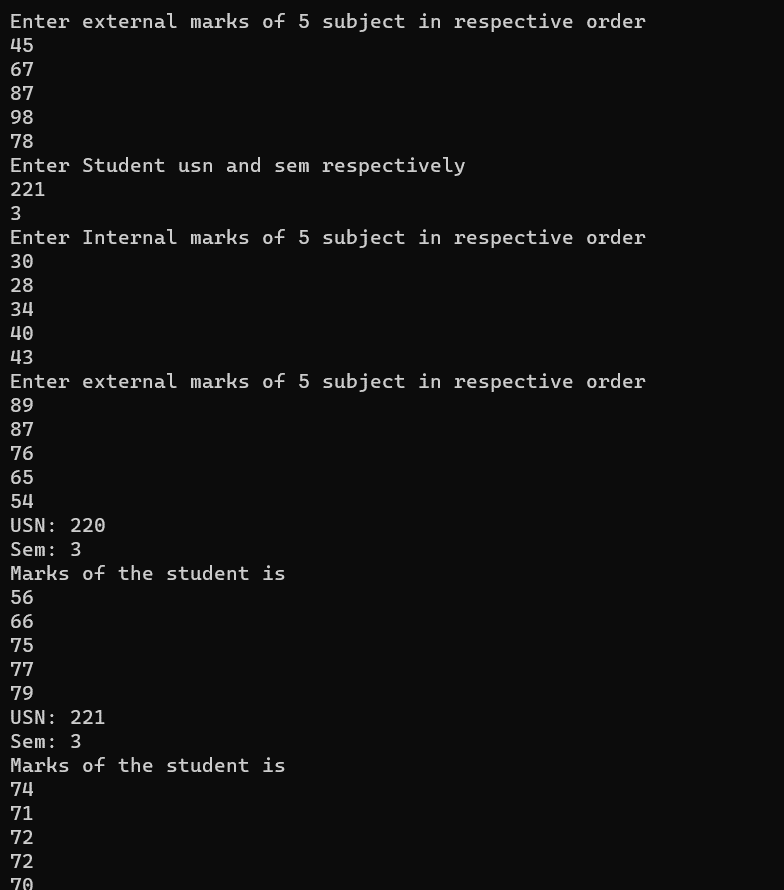 Enter external marks of 5 subject in respective order
45
67
87
98
78
Enter Student usn and sem respectively
221
3
Enter Internal marks of 5 subject in respective order
30
28
34
40
43
Enter external marks of 5 subject in respective order
89
87
76
65
54
USN: 220
Sem: 3
Marks of the student is
56
66
75
77
79
USN: 221
Sem: 3
Marks of the student is
74
71
72
72
70